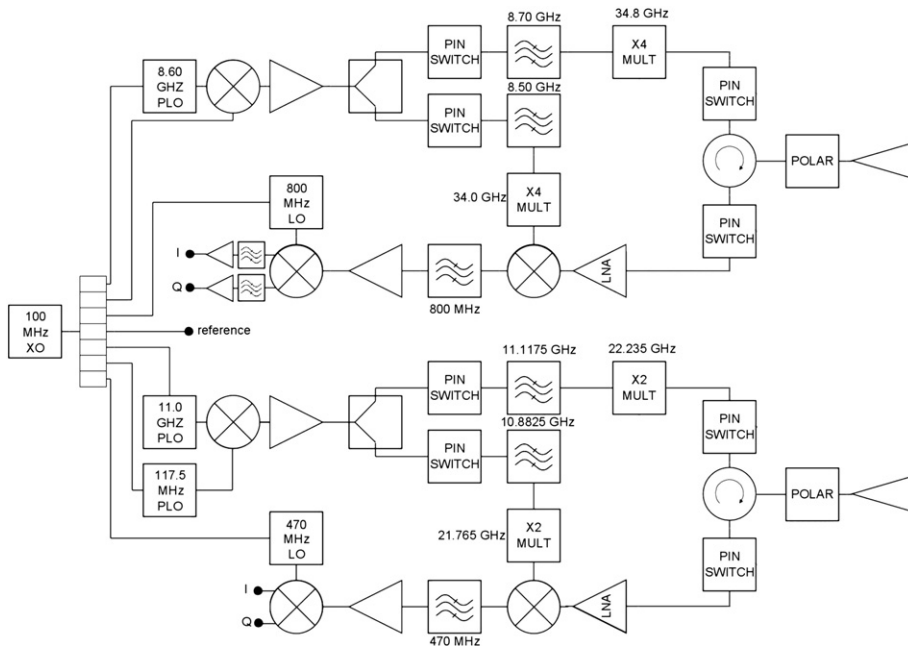 8.70 GHz
34.8 GHz
PIN
SWITCH
X4
MULT
8.60
GHZ
PLO
8.50 GHz
PIN
SWITCH
PIN
SWITCH
POLAR
800
MHz
LO
34.0 GHz
X4
MULT
PIN
SWITCH
I
Q
LNA
800 MHz
100
MHz
XO
reference
11.1175 GHz
22.235 GHz
PIN
SWITCH
X2
MULT
11.0
GHZ
PLO
10.8825 GHz
PIN
SWITCH
PIN
SWITCH
117.5
MHz
PLO
POLAR
470
MHz
LO
21.765 GHz
X2
MULT
PIN
SWITCH
I
Q
LNA
470 MHz